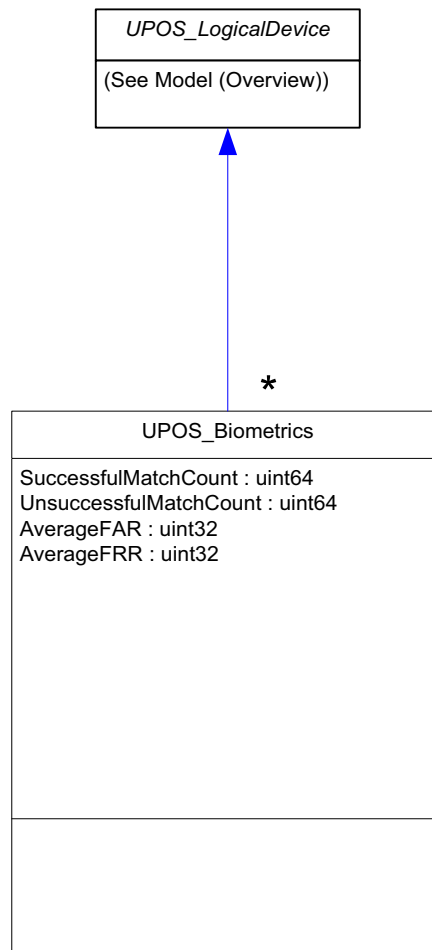 UPOS_LogicalDevice
(See Model (Overview))
*
UPOS_Biometrics
SuccessfulMatchCount : uint64
UnsuccessfulMatchCount : uint64
AverageFAR : uint32
AverageFRR : uint32